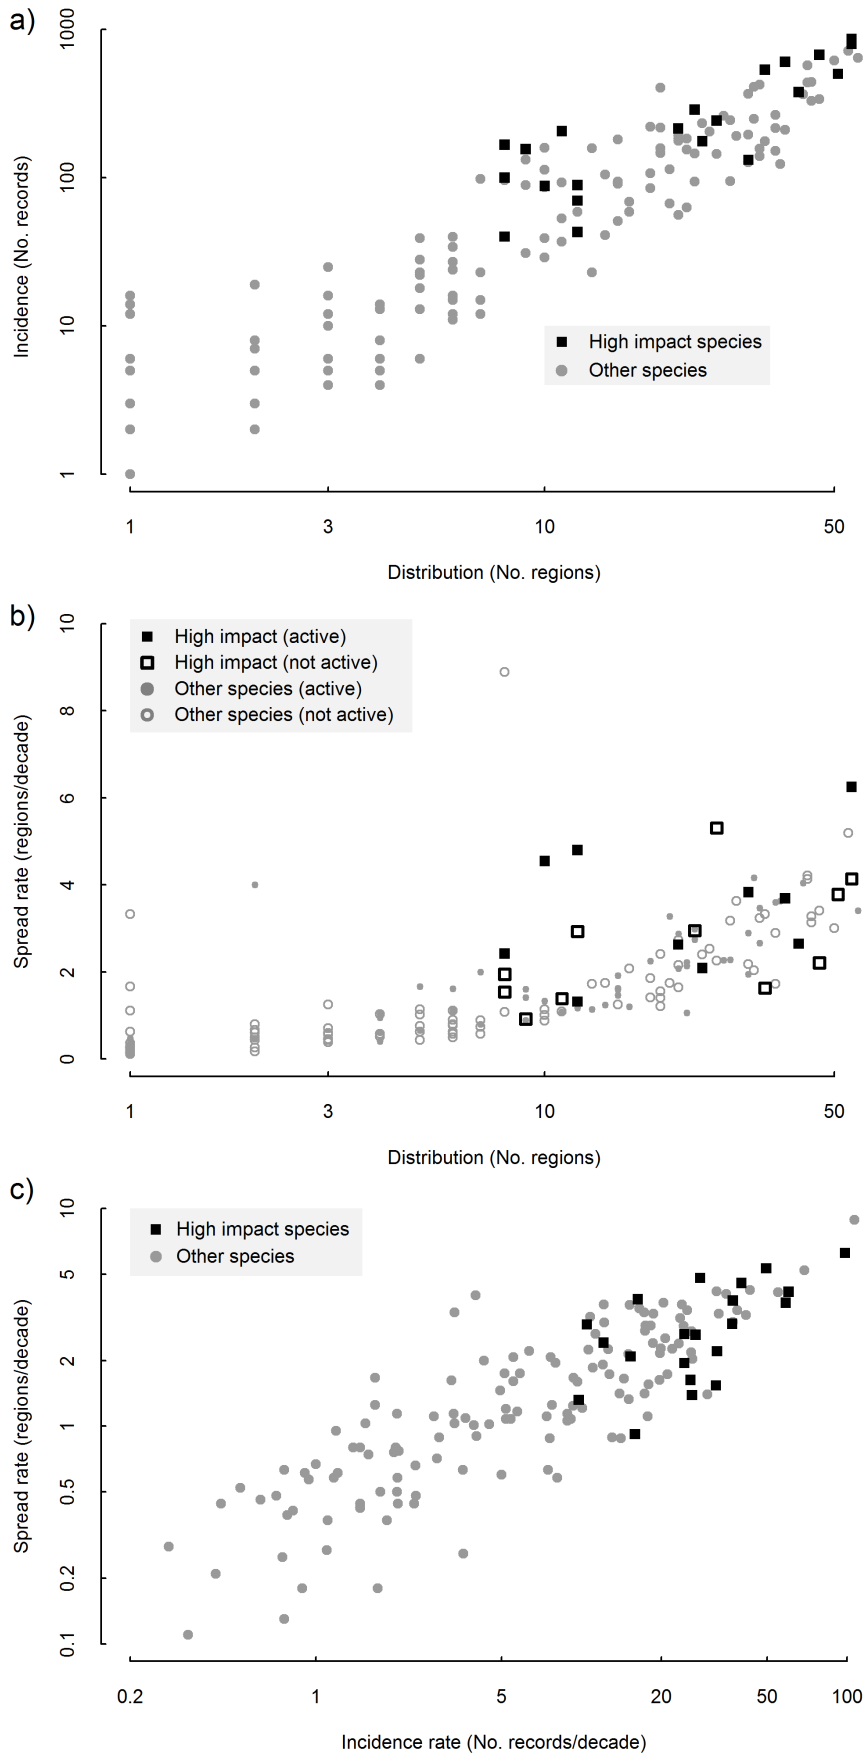 a)
1000
100
10
1
Incidence (No. records)
High impact species
Other species
1 3 10 50
Distribution (No. regions)
b)
10
8
6
4
2
0
Spread rate (regions/decade)
High impact (active)
High impact (not active)
Other species (active)
Other species (not active)
1 3 10 50
Distribution (No. regions)
c)
10
5
2
1
0.5
0.2
0.1
Spread rate (regions/decade)
High impact species
Other species
0.2 1 5 20 50 100
Incidence rate (No. records/decade)